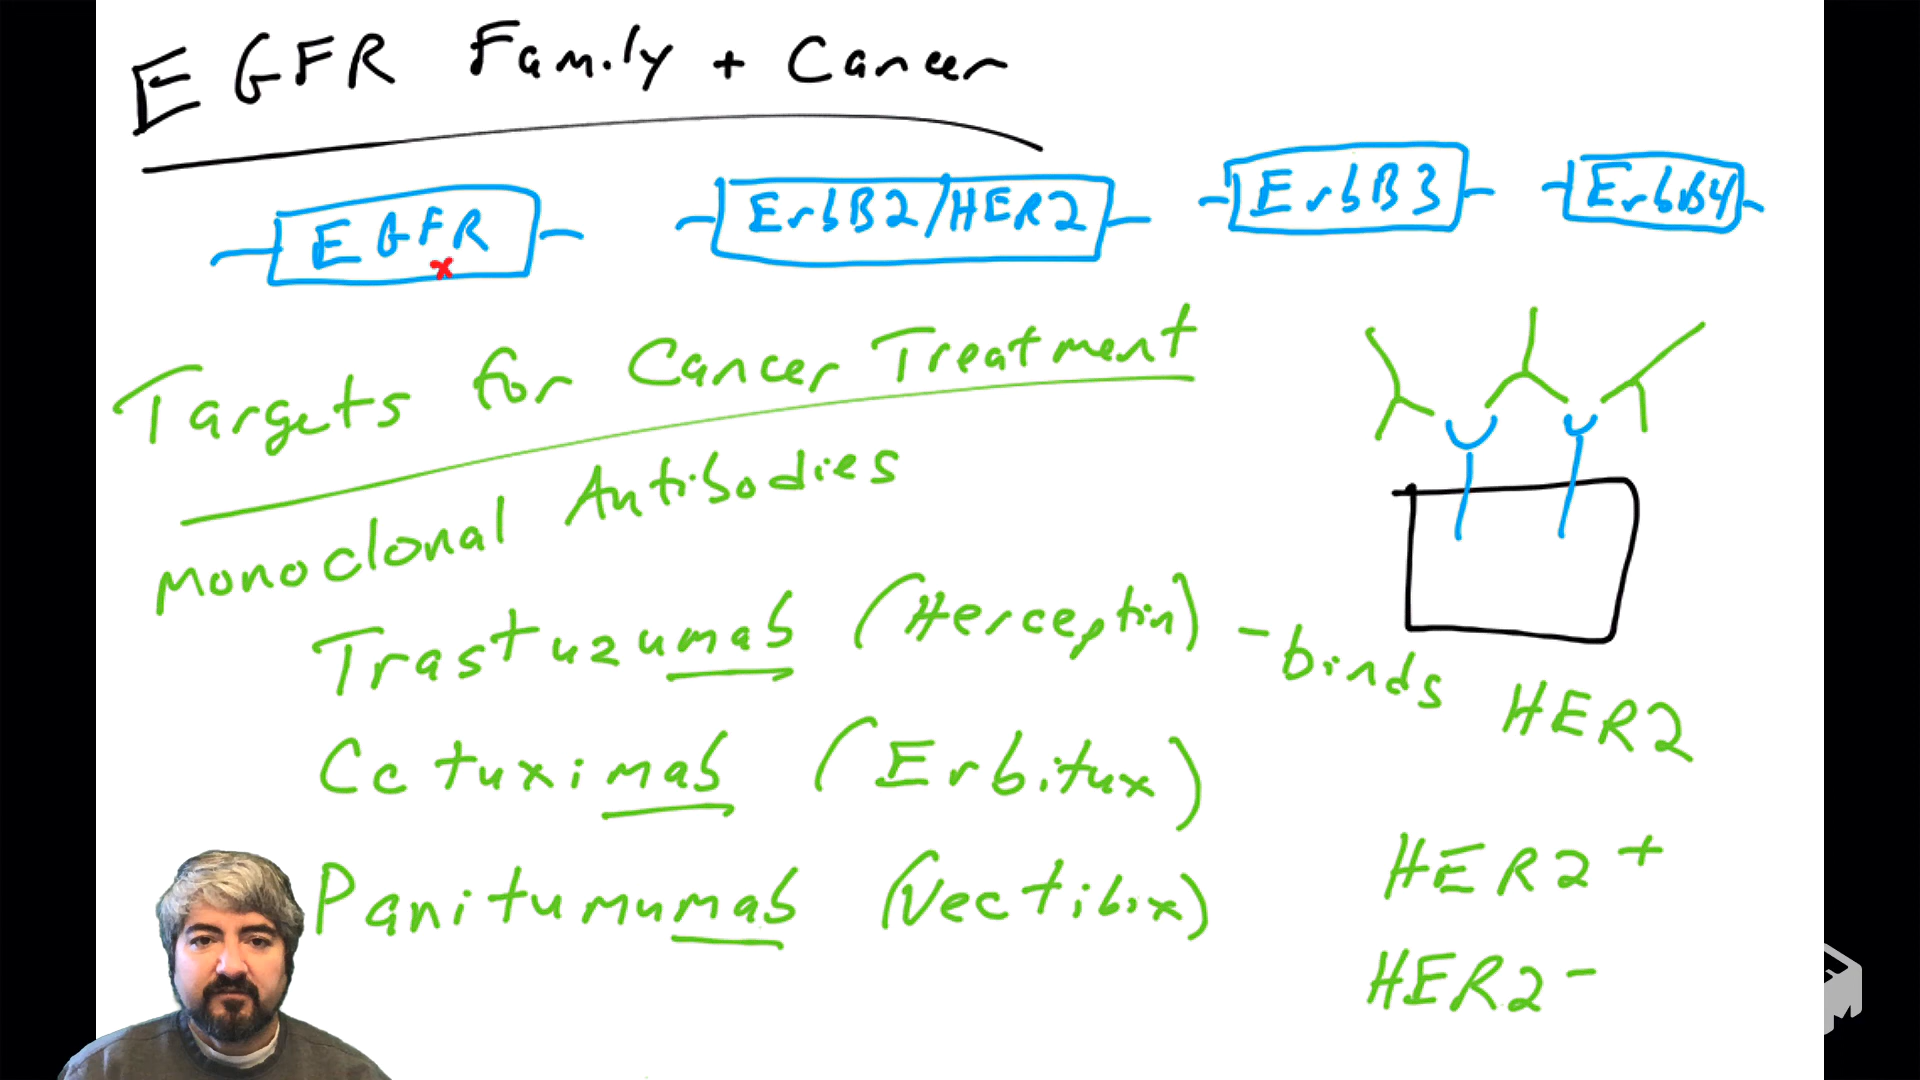 EGFR Family + Cancer
EGFR ErbB2/HER2 ErbB3 ErbB4
x
Targets for Cancer Treatment
Monoclonal Antibodies
Trastuzumab (Herceptin) - binds HER2
Cetuximab (Erbitux)
HER2 +
Panitumumab (Vectibix)
HER2 -